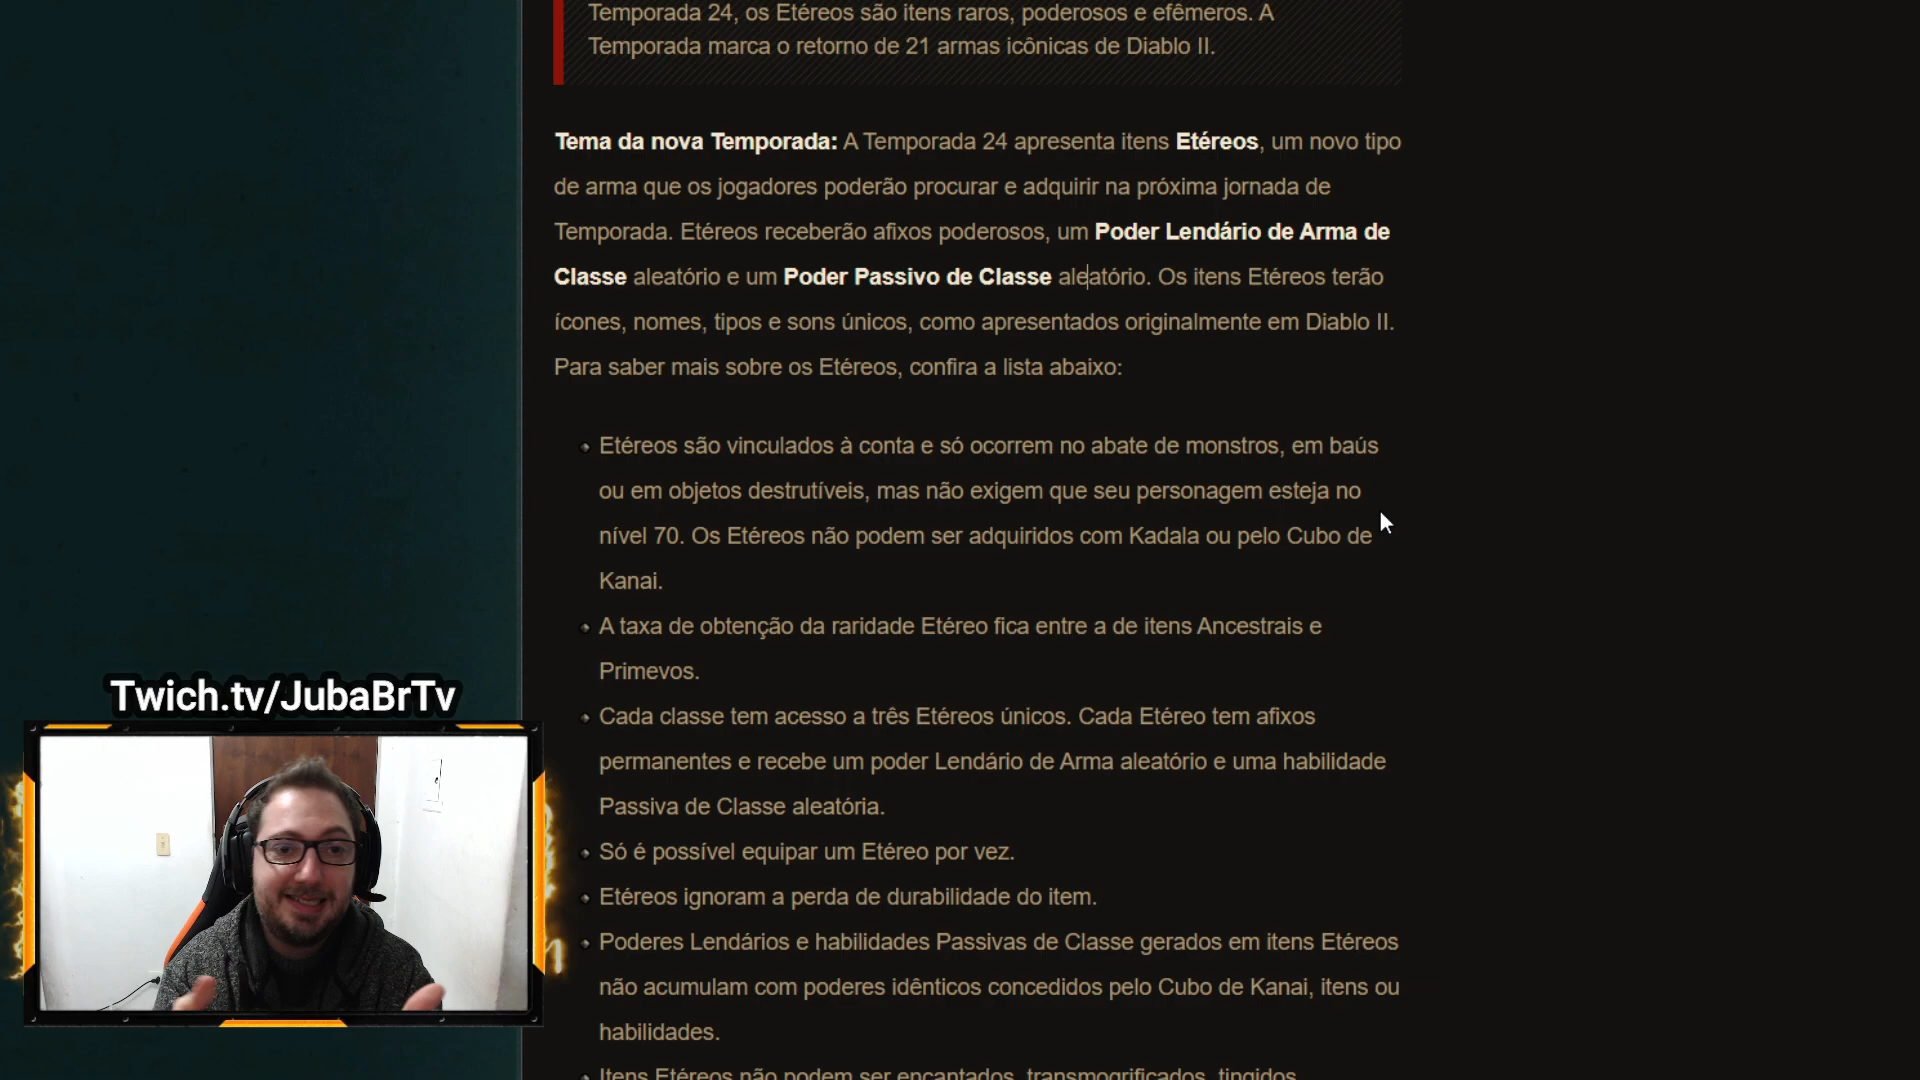 Temporada 24, os Etéreos são itens raros, poderosos e efêmeros. A
Temporada marca o retorno de 21 armas icônicas de Diablo II.
Tema da nova Temporada: A Temporada 24 apresenta itens Etéreos, um novo tipo
de arma que os jogadores poderão procurar e adquirir na próxima jornada de
Temporada. Etéreos receberão afixos poderosos, um Poder Lendário de Arma de
Classe aleatório e um Poder Passivo de Classe aleatório. Os itens Etéreos terão
ícones, nomes, tipos e sons únicos, como apresentados originalmente em Diablo II.
Para saber mais sobre os Etéreos, confira a lista abaixo:
Etéreos são vinculados à conta e só ocorrem no abate de monstros, em baús
ou em objetos destrutíveis, mas não exigem que seu personagem esteja no
nível 70. Os Etéreos não podem ser adquiridos com Kadala ou pelo Cubo de
Kanai.
A taxa de obtenção da raridade Etéreo fica entre a de itens Ancestrais e
Primevos.
Cada classe tem acesso a três Etéreos únicos. Cada Etéreo tem afixos
permanentes e recebe um poder Lendário de Arma aleatório e uma habilidade
Passiva de Classe aleatória.
Só é possível equipar um Etéreo por vez.
Etéreos ignoram a perda de durabilidade do item.
Poderes Lendários e habilidades Passivas de Classe gerados em itens Etéreos
não acumulam com poderes idênticos concedidos pelo Cubo de Kanai, itens ou
habilidades.
Itens Etéreos não podem ser encantados, transmogrificados, tingidos
Twich.tv/JubaBrTv